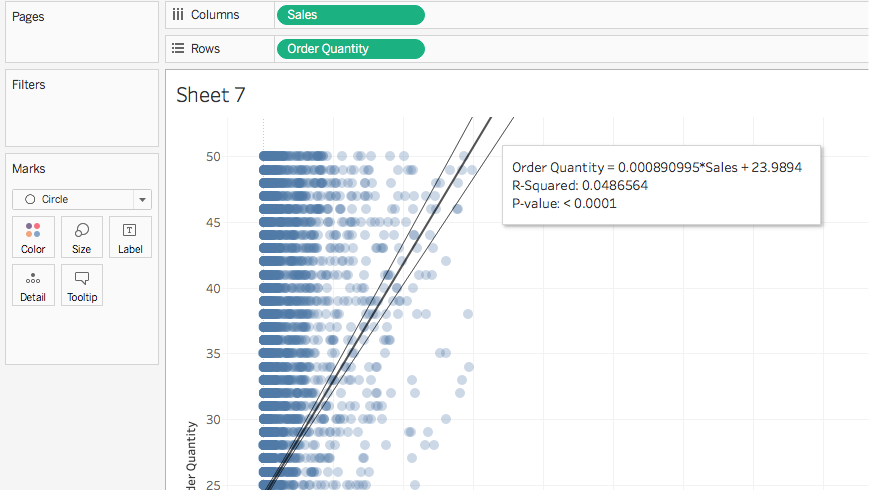 Pages
Columns
Sales
Rows
Order Quantity
Filters
Sheet 7
Marks
Circle
Color
Size
Label
Detail
Tooltip
50
45
40
35
30
25
der Quantity
Order Quantity = 0.000890995*Sales + 23.9894
R-Squared: 0.0486564
P-value: < 0.0001